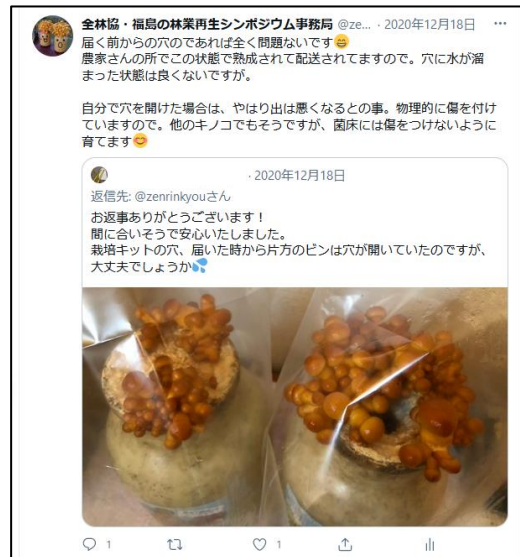 全林協・福島の林業再生シンポジウム事務局 @ze... · 2020年12月18日
届く前からの穴のであれば全く問題ないです😄
農家さんの所でこの状態で熟成されて配送されてますので。穴に水が溜
まった状態は良くないですが。
自分で穴を開けた場合は、やはり出は悪くなるとの事。物理的に傷を付け
ていますので。他のキノコでもそうですが、菌床には傷をつけないように
育てます😊
· 2020年12月18日
返信先: @zenrinkyouさん
お返事ありがとうございます！
間に合いそうで安心いたしました。
栽培キットの穴、届いた時から片方のビンは穴が開いていたのですが、
大丈夫でしょうか💦
1
1